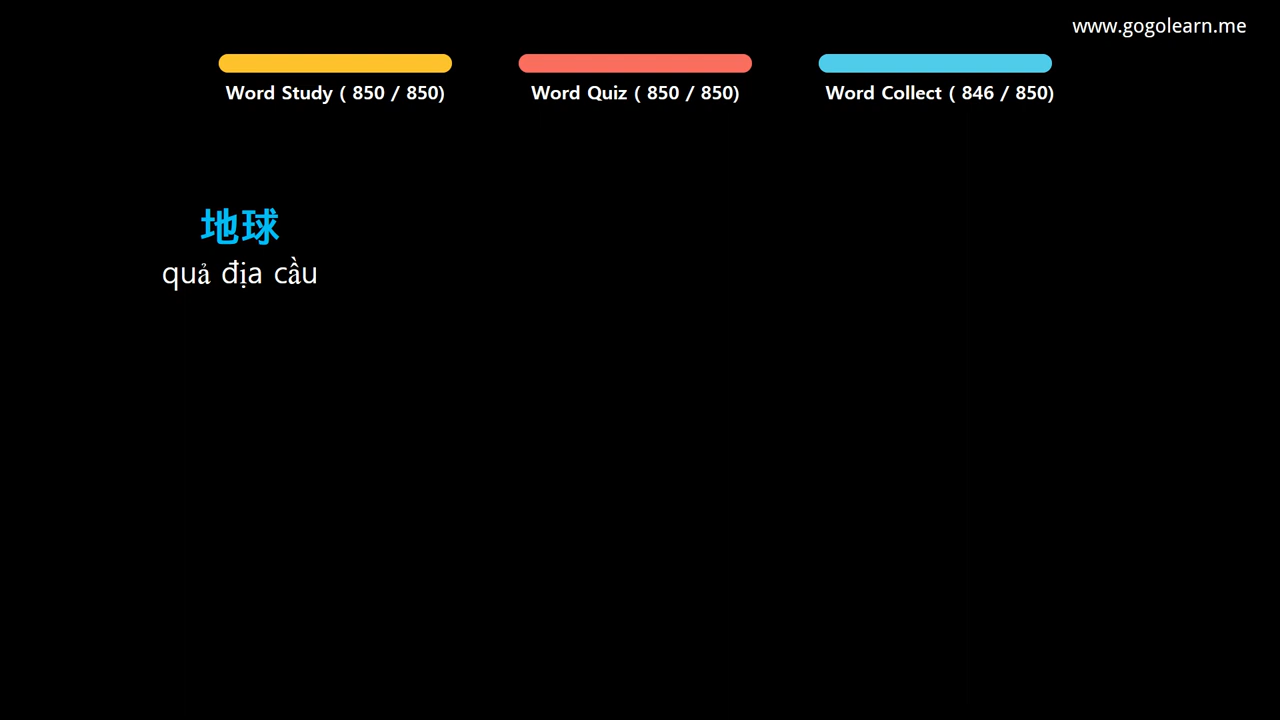 www.gogolearn.me
Word Study ( 850 / 850)
Word Quiz ( 850 / 850)
Word Collect ( 846 / 850)
地球
quả địa cầu